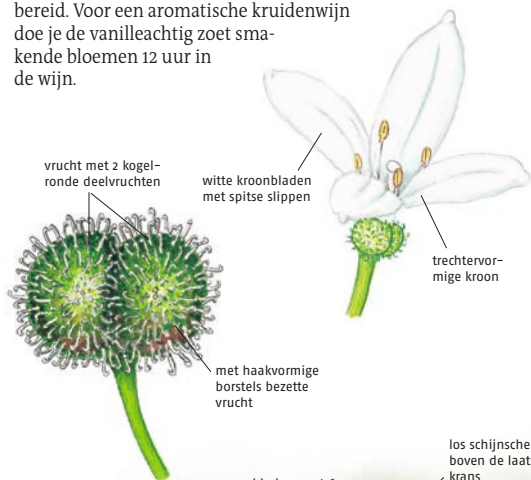 bereid. Voor een aromatische kruidenwijn
doe je de vanilleachtig zoet sma-
kende bloemen 12 uur in
de wijn.
vrucht met 2 kogel-
ronde deelvruchten
witte kroonbladen
met spitse slippen
trechtervor-
mige kroon
met haakvormige
borstels bezette
vrucht
los schijnsche
boven de laat
krans